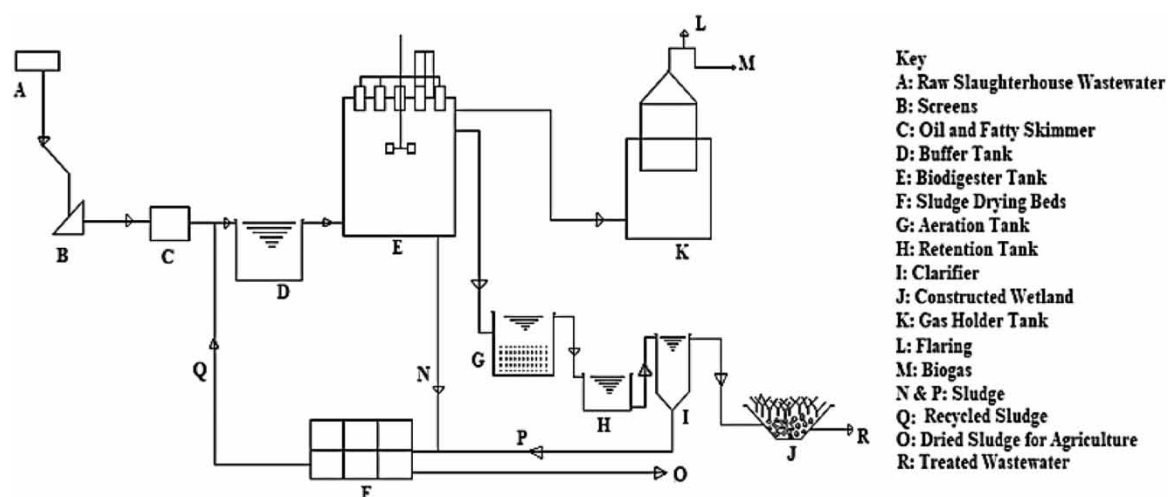 L
M
A
B
C
D
E
K
G
H
I
J
R
N
Q
P
F
O
Key
A: Raw Slaughterhouse Wastewater
B: Screens
C: Oil and Fatty Skimmer
D: Buffer Tank
E: Biodigester Tank
F: Sludge Drying Beds
G: Aeration Tank
H: Retention Tank
I: Clarifier
J: Constructed Wetland
K: Gas Holder Tank
L: Flaring
M: Biogas
N & P: Sludge
Q: Recycled Sludge
O: Dried Sludge for Agriculture
R: Treated Wastewater